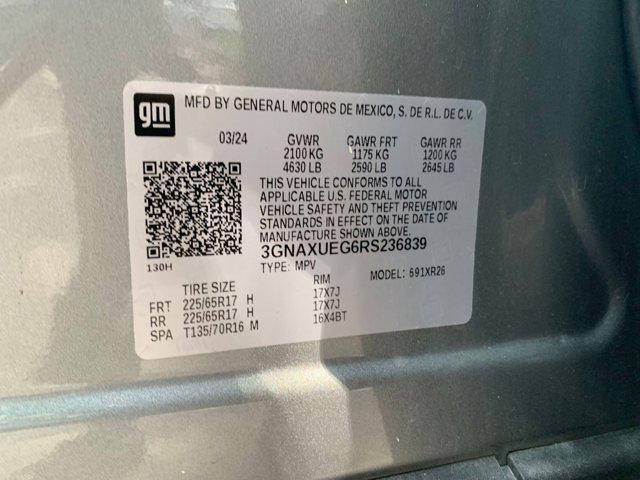 gm MFD BY GENERAL MOTORS DE MEXICO, S. DE R.L. DE C.V.
03/24 GVWR GAWR FRT GAWR RR
2100 KG 1175 KG 1200 KG
4630 LB 2590 LB 2645 LB
THIS VEHICLE CONFORMS TO ALL
APPLICABLE U.S. FEDERAL MOTOR
VEHICLE SAFETY AND THEFT PREVENTION
STANDARDS IN EFFECT ON THE DATE OF
MANUFACTURE SHOWN ABOVE.
3GNAXUEG6RS236839
130H TYPE: MPV MODEL: 691XR26
TIRE SIZE RIM
FRT 225/65R17 H 17X7J
RR 225/65R17 H 17X7J
SPA T135/70R16 M 16X4BT